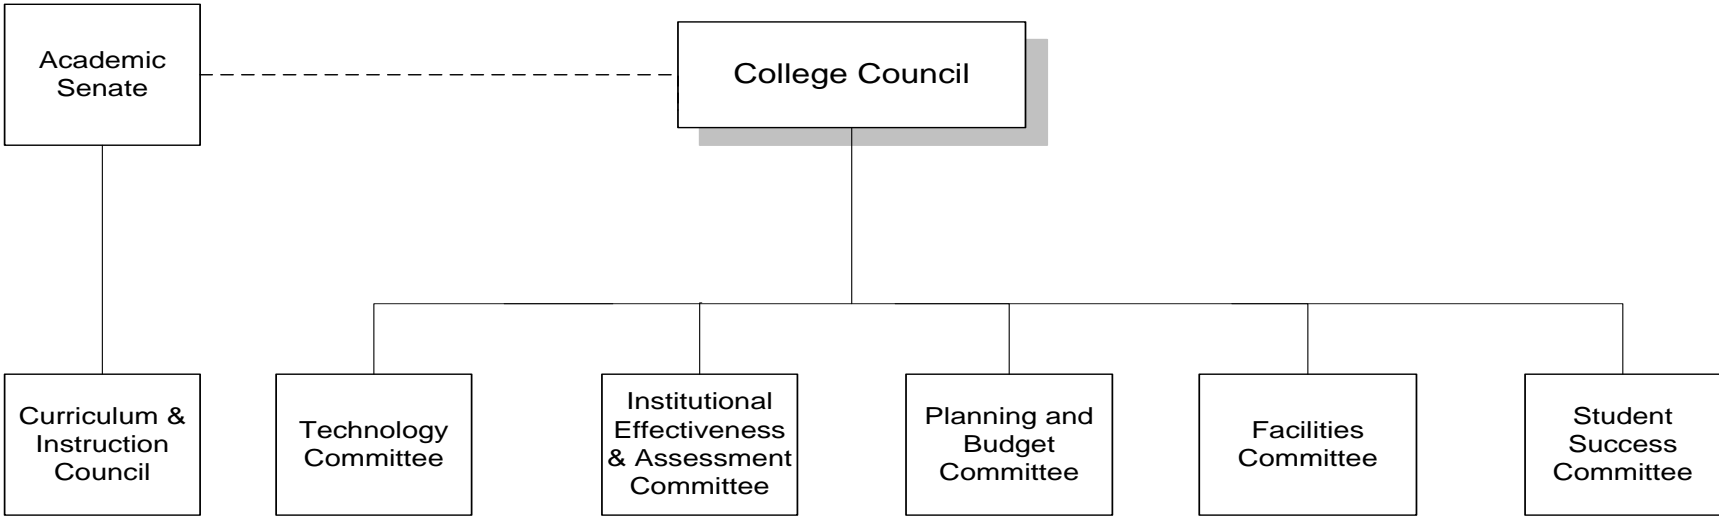 Academic
Senate
College Council
Curriculum &
Instruction
Council
Technology
Committee
Institutional
Effectiveness
& Assessment
Committee
Planning and
Budget
Committee
Facilities
Committee
Student
Success
Committee